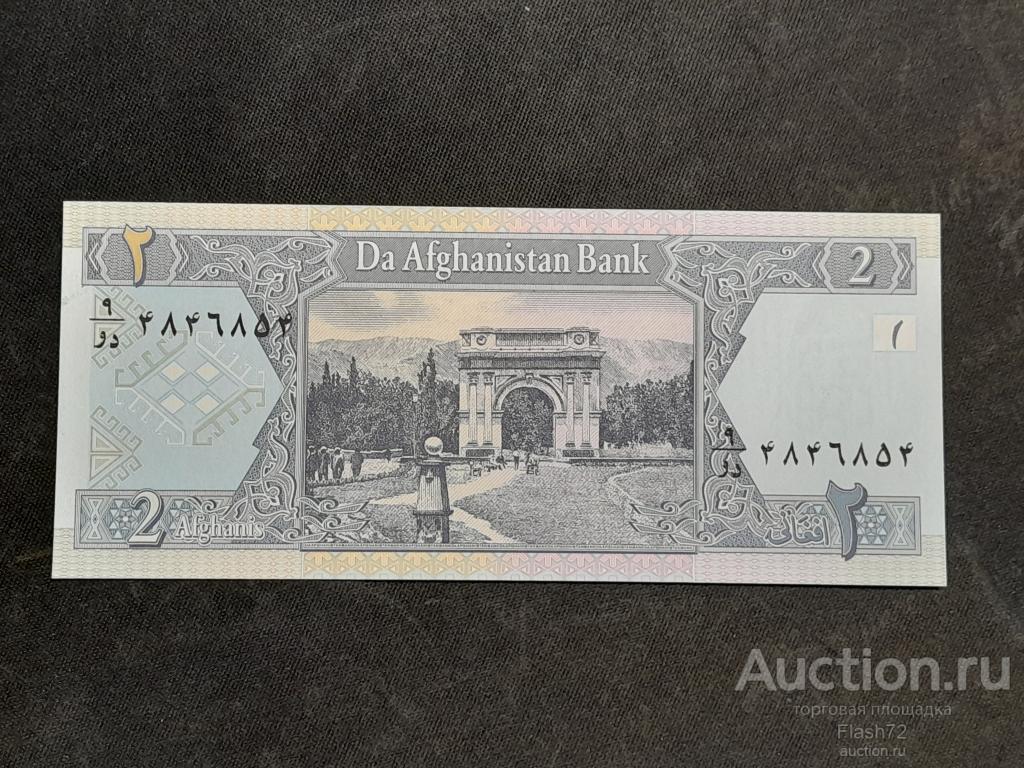 Da Afghanistan Bank
۲
2
۹
دو
۴۸۴۶۸۵۴
۱
۹
دو
۴۸۴۶۸۵۴
2 Afghanis
۲ افغانۍ
Auction.ru
торговая площадка
Flash72
auction.ru